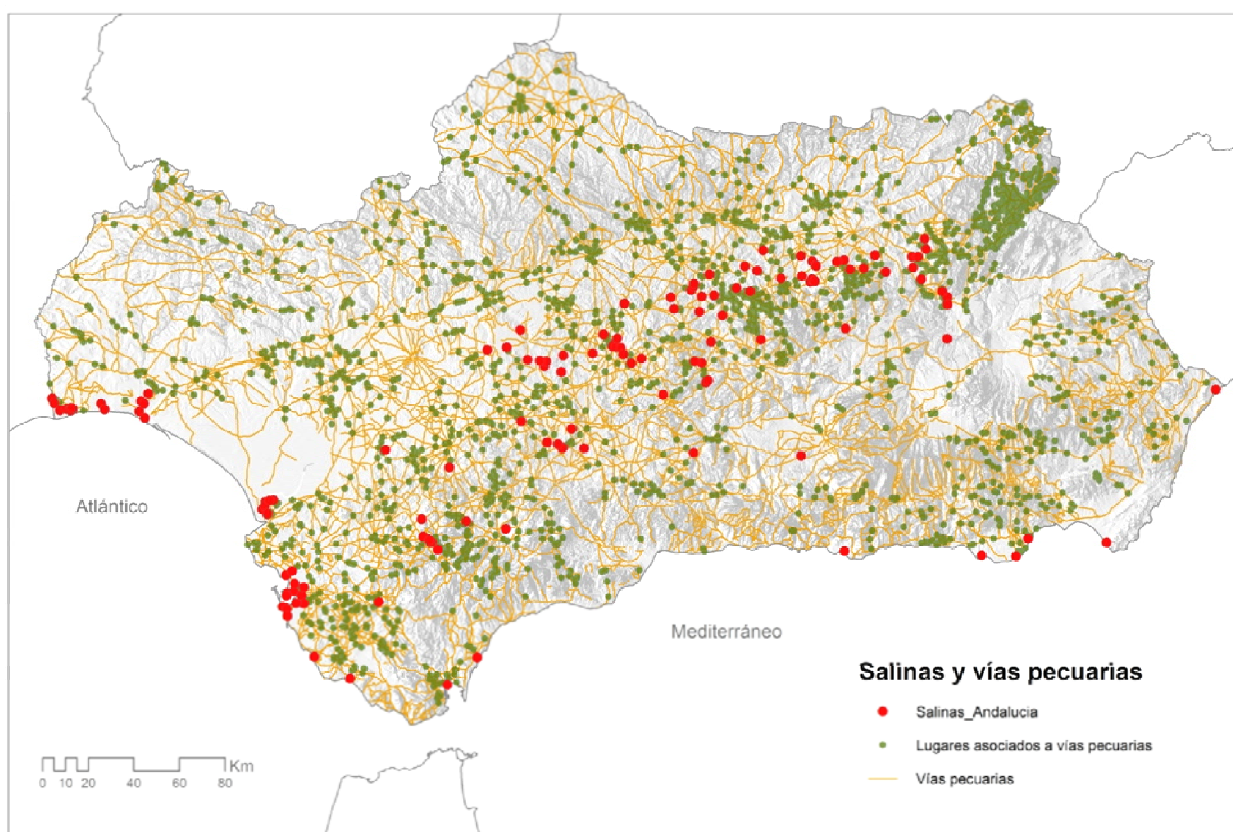 Atlántico
Mediterráneo
Salinas y vías pecuarias
Salinas_Andalucia
Lugares asociados a vías pecuarias
Vías pecuarias
Km
0 10 20 40 60 80